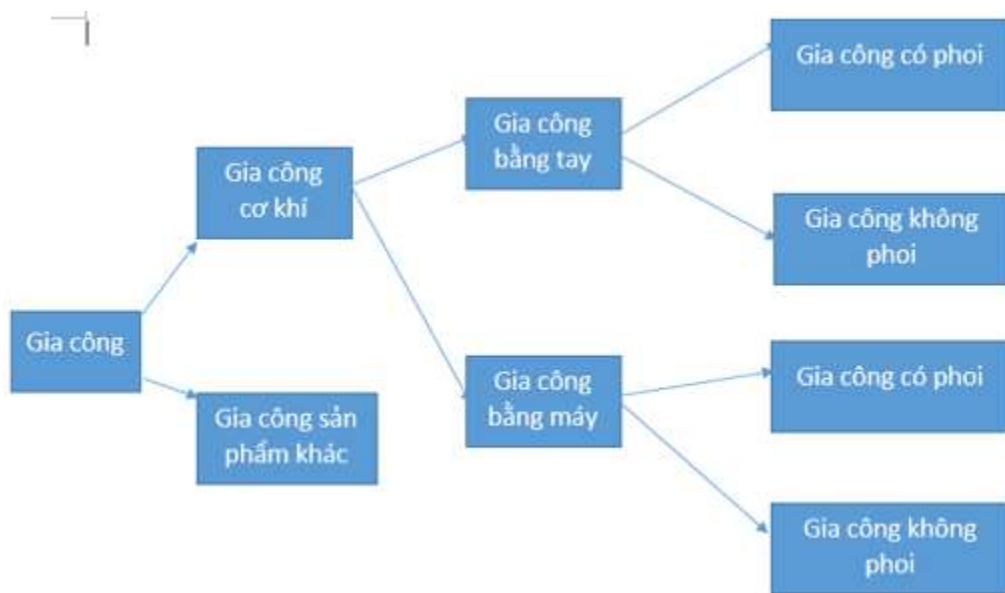 Gia công có phoi
Gia công
bằng tay
Gia công
cơ khí
Gia công không
phoi
Gia công
Gia công có phoi
Gia công
bằng máy
Gia công sản
phẩm khác
Gia công không
phoi